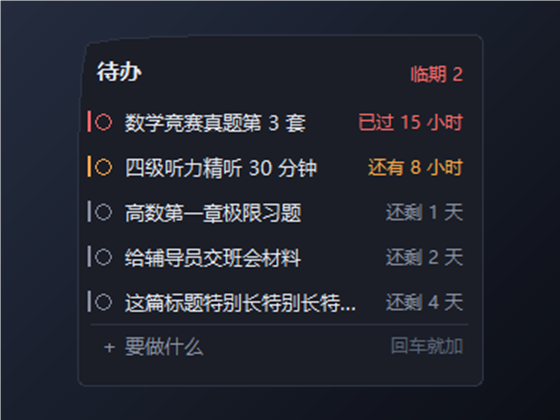 待办
临期 2
数学竞赛真题第 3 套 已过 15 小时
四级听力精听 30 分钟 还有 8 小时
高数第一章极限习题 还剩 1 天
给辅导员交班会材料 还剩 2 天
这篇标题特别长特别长特... 还剩 4 天
+ 要做什么 回车就加